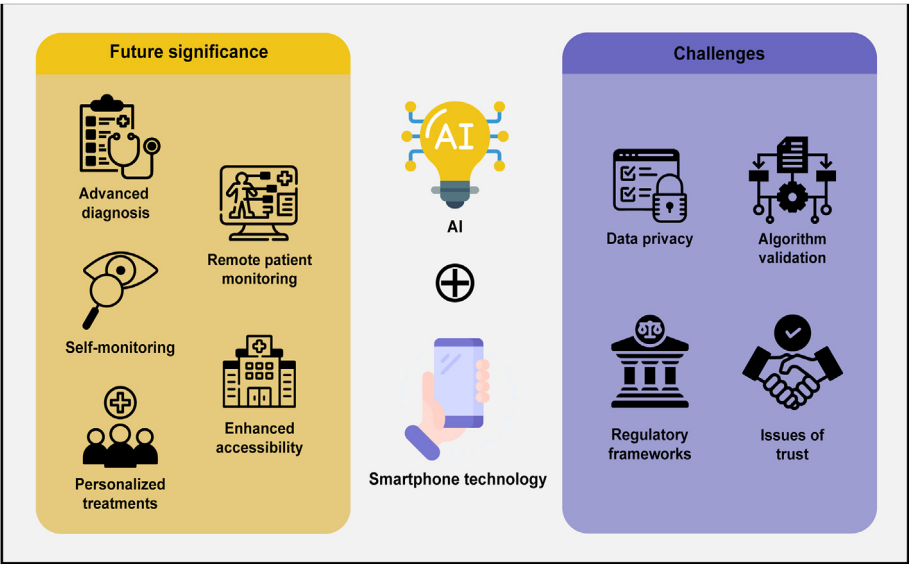 Future significance
Advanced
diagnosis
Remote patient
monitoring
Self-monitoring
Enhanced
accessibility
Personalized
treatments
AI
AI
Smartphone technology
Challenges
Data privacy
Algorithm
validation
Regulatory
frameworks
Issues of
trust